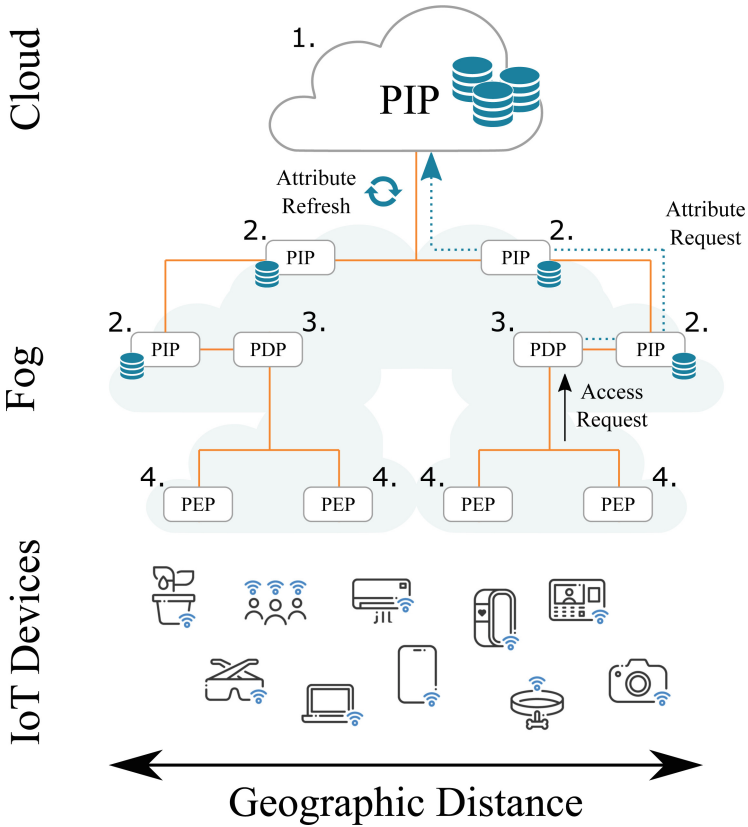 Cloud
1.
PIP
Attribute
Refresh
Attribute
Request
2.
PIP
2.
PIP
Fog
2.
PIP
3.
PDP
3.
PDP
2.
PIP
Access
Request
4.
PEP
4.
PEP
4.
PEP
4.
PEP
IoT Devices
Geographic Distance